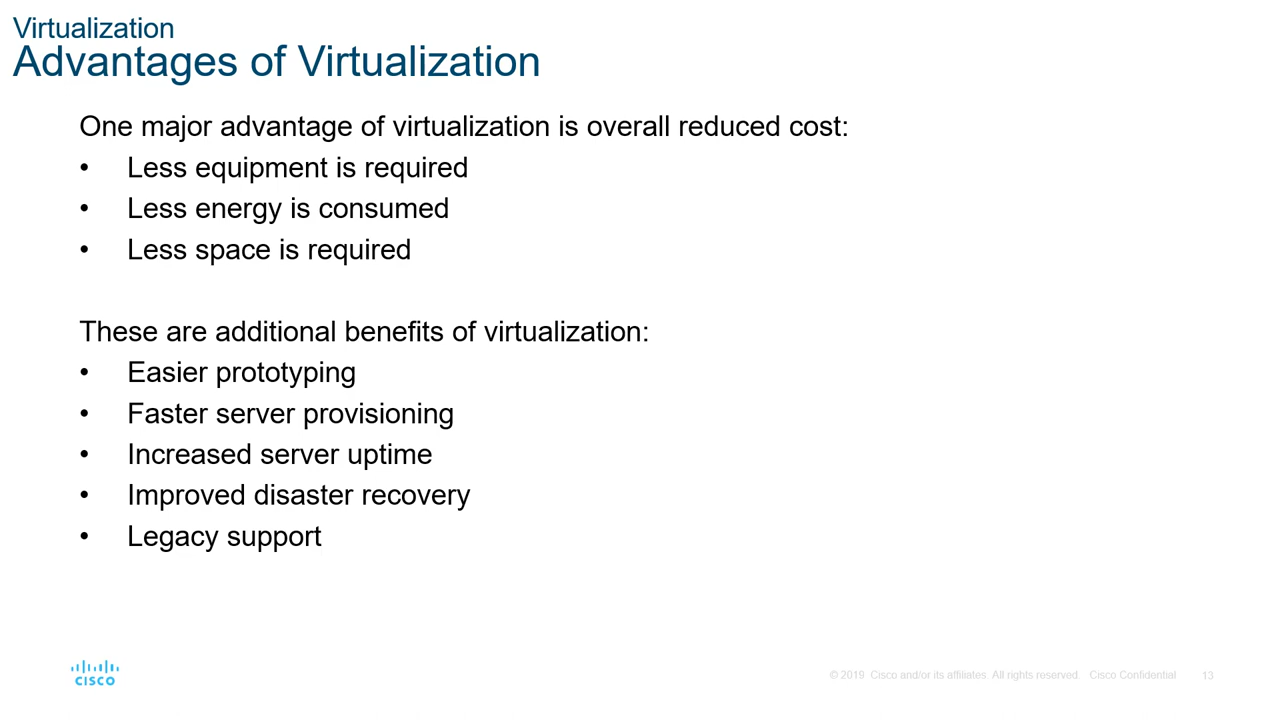 Virtualization
Advantages of Virtualization
One major advantage of virtualization is overall reduced cost:
• Less equipment is required
• Less energy is consumed
• Less space is required
These are additional benefits of virtualization:
• Easier prototyping
• Faster server provisioning
• Increased server uptime
• Improved disaster recovery
• Legacy support
CISCO
© 2019 Cisco and/or its affiliates. All rights reserved. Cisco Confidential 13